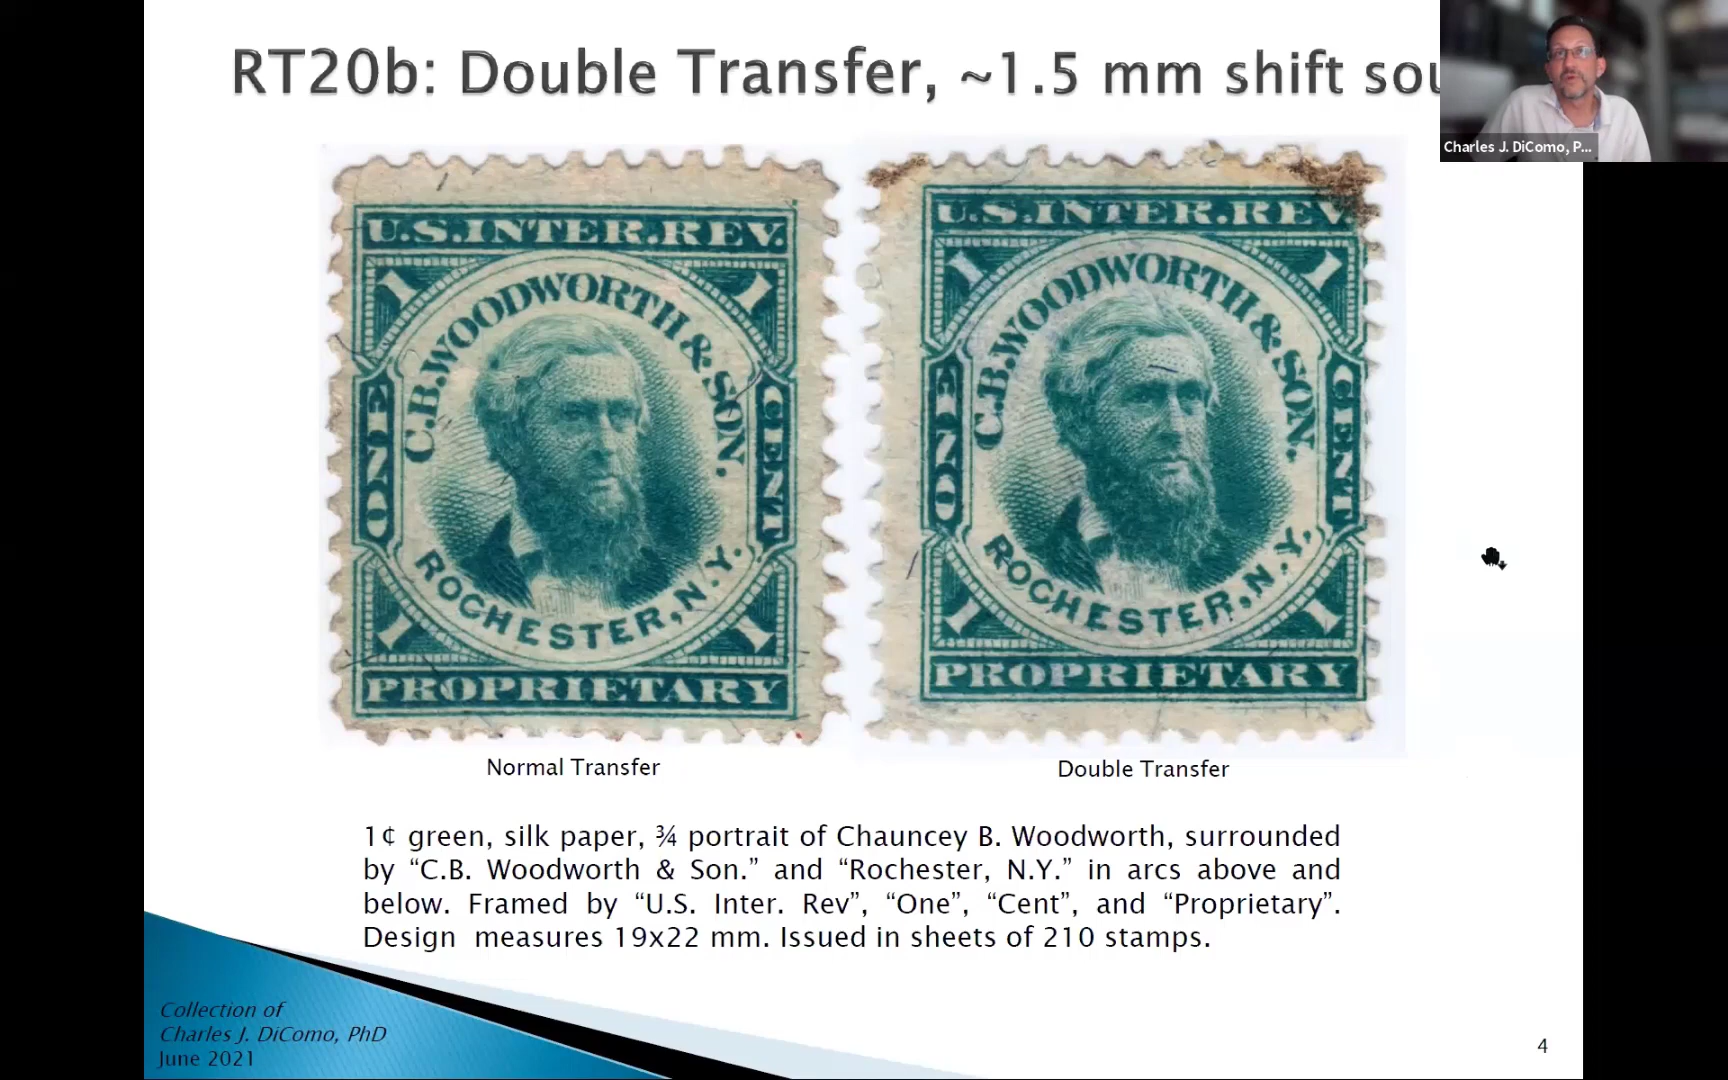 RT20b: Double Transfer, ~1.5 mm shift
Charles J. DiComo, P...
U.S.INTER.REV.
1 1
C.B.WOODWORTH & SON.
ONE CENT
ROCHESTER, N.Y.
1 1
PROPRIETARY
U.S.INTER.REV.
1 1
C.B.WOODWORTH & SON.
ONE CENT
ROCHESTER, N.Y.
1 1
PROPRIETARY
Normal Transfer
Double Transfer
1¢ green, silk paper, ¾ portrait of Chauncey B. Woodworth, surrounded
by “C.B. Woodworth & Son.” and “Rochester, N.Y.” in arcs above and
below. Framed by “U.S. Inter. Rev”, “One”, “Cent”, and “Proprietary”.
Design measures 19x22 mm. Issued in sheets of 210 stamps.
Collection of
Charles J. DiComo, PhD
June 2021
4